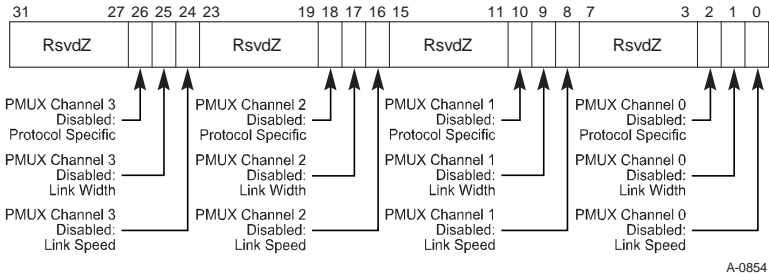 31 27 26 25 24 23 19 18 17 16 15 11 10 9 8 7 3 2 1 0
RsvdZ RsvdZ RsvdZ RsvdZ
PMUX Channel 3 PMUX Channel 2 PMUX Channel 1 PMUX Channel 0
Disabled: Disabled: Disabled: Disabled:
Protocol Specific Protocol Specific Protocol Specific Protocol Specific
PMUX Channel 3 PMUX Channel 2 PMUX Channel 1 PMUX Channel 0
Disabled: Disabled: Disabled: Disabled:
Link Width Link Width Link Width Link Width
PMUX Channel 3 PMUX Channel 2 PMUX Channel 1 PMUX Channel 0
Disabled: Disabled: Disabled: Disabled:
Link Speed Link Speed Link Speed Link Speed
A-0854